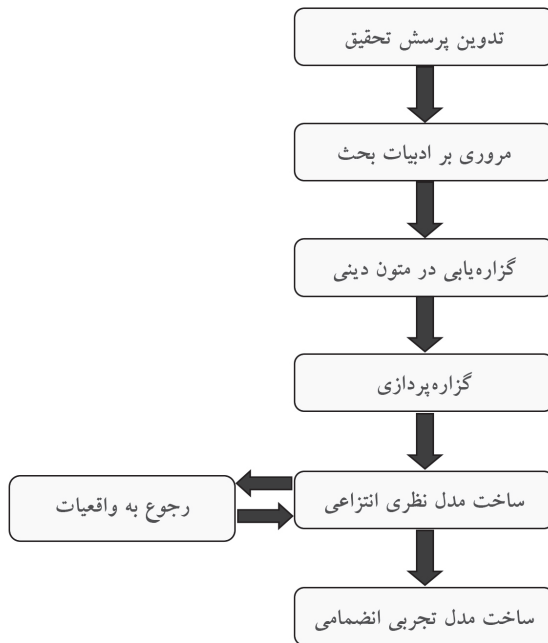 تدوین پرسش تحقیق
مروری بر ادبیات بحث
گزاره‌یابی در متون دینی
گزاره‌پردازی
ساخت مدل نظری انتزاعی
رجوع به واقعیات
ساخت مدل تجربی انضمامی